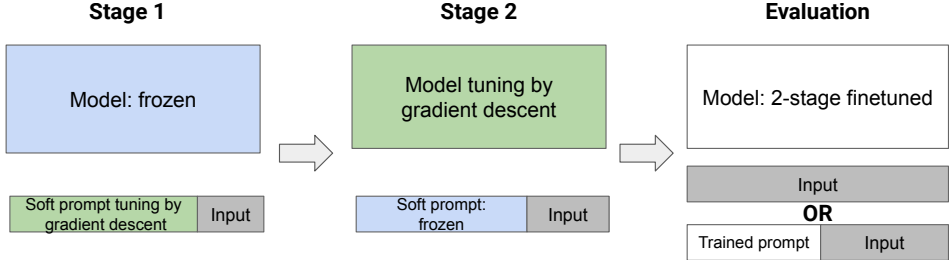 Stage 1
Stage 2
Evaluation
Model: frozen
Model tuning by
gradient descent
Model: 2-stage finetuned
Soft prompt tuning by
gradient descent
Input
Soft prompt:
frozen
Input
Input
OR
Trained prompt
Input